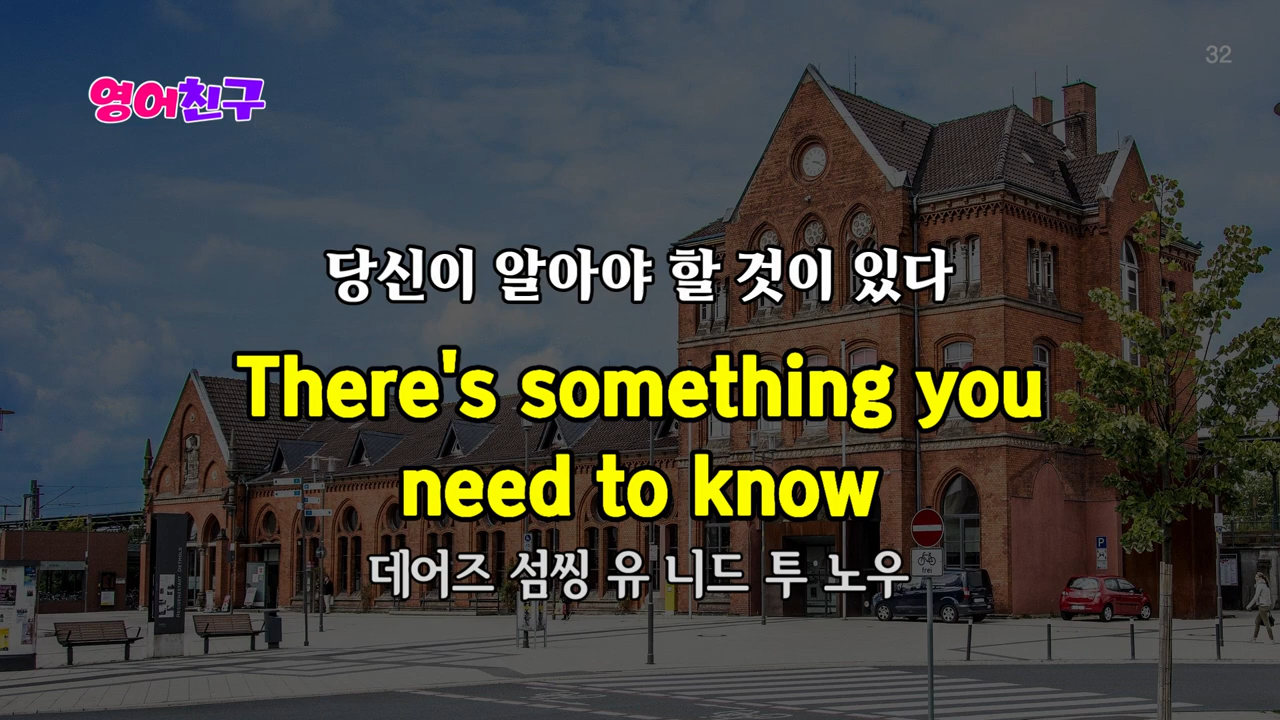 32
영어친구
당신이 알아야 할 것이 있다
There's something you
need to know
데어즈 섬씽 유 니드 투 노우
P
frei